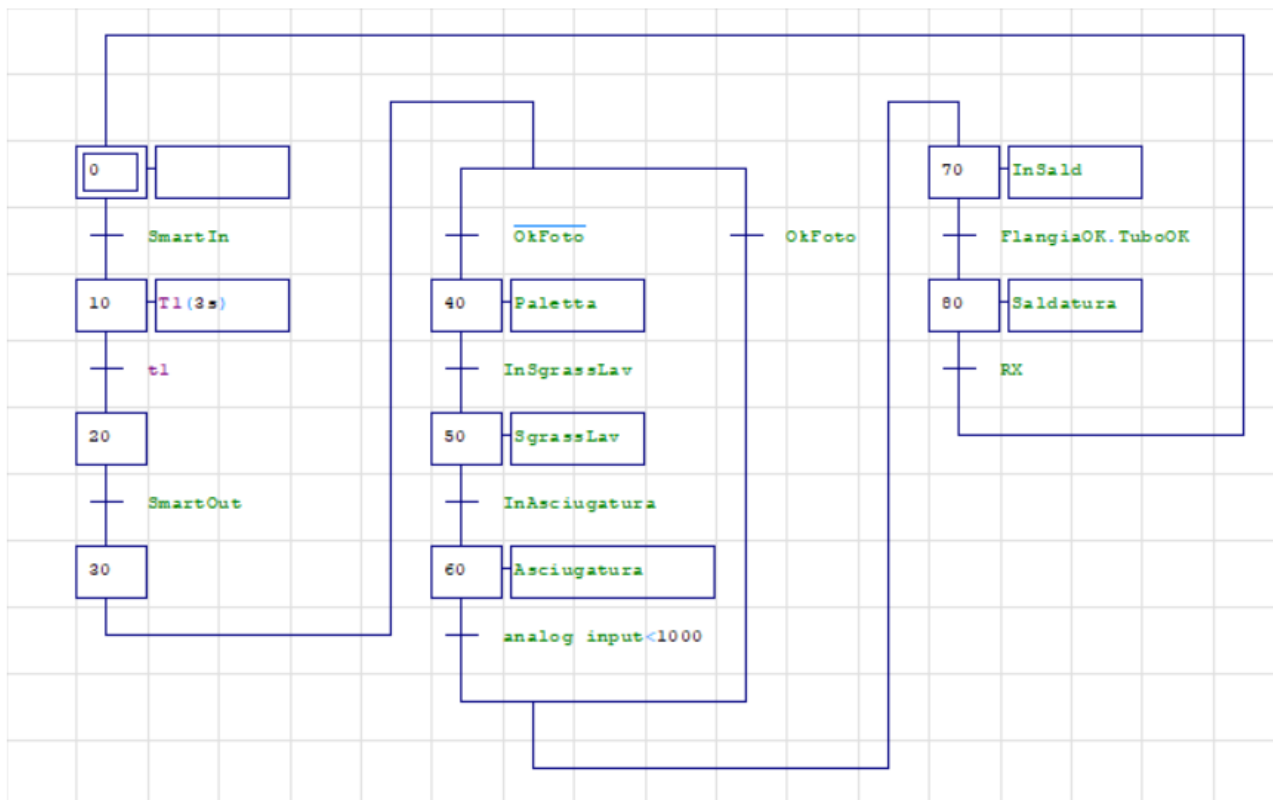 0
SmartIn
10 T1(3s)
t1
20
SmartOut
30
OkFoto
OkFoto
40 Paletta
InSgrassLav
50 SgrassLav
InAsciugatura
60 Asciugatura
analog input<1000
70 InSald
FlangiaOK.TuboOK
80 Saldatura
RX